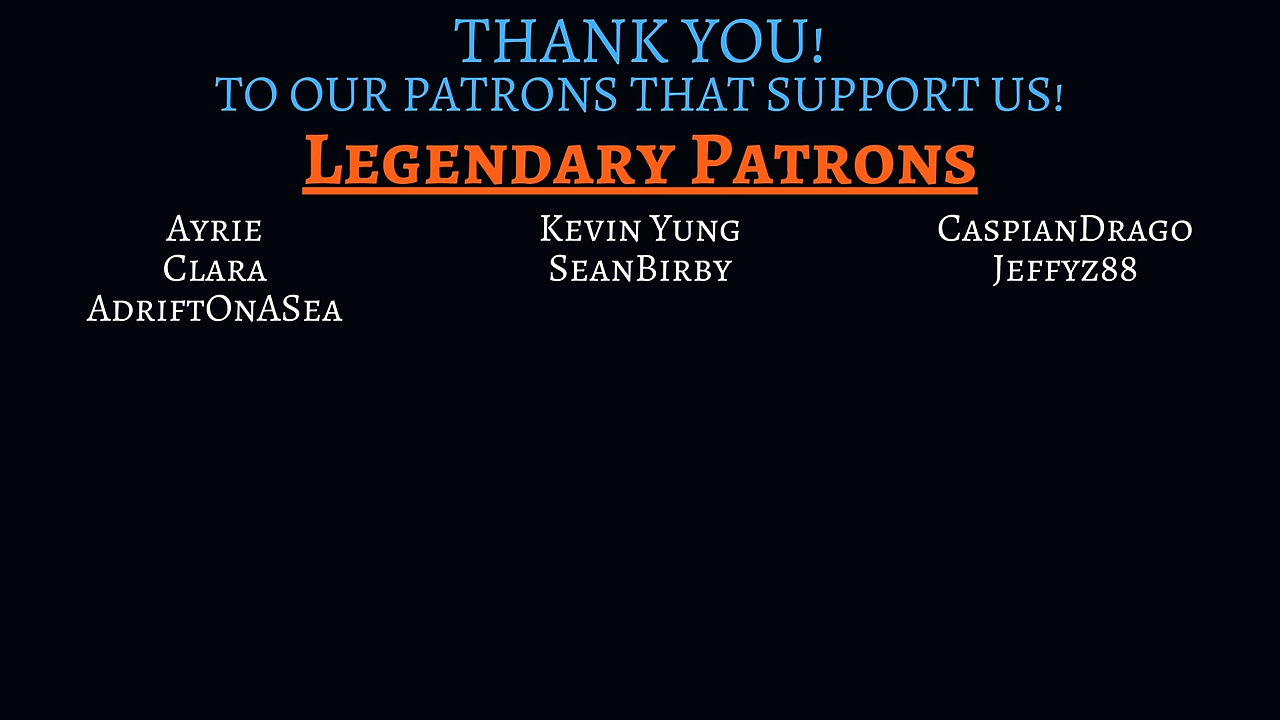 THANK YOU!
TO OUR PATRONS THAT SUPPORT US!
Legendary Patrons
Ayrie
Kevin Yung
CaspianDrago
Clara
SeanBirby
Jeffyz88
AdriftOnASea